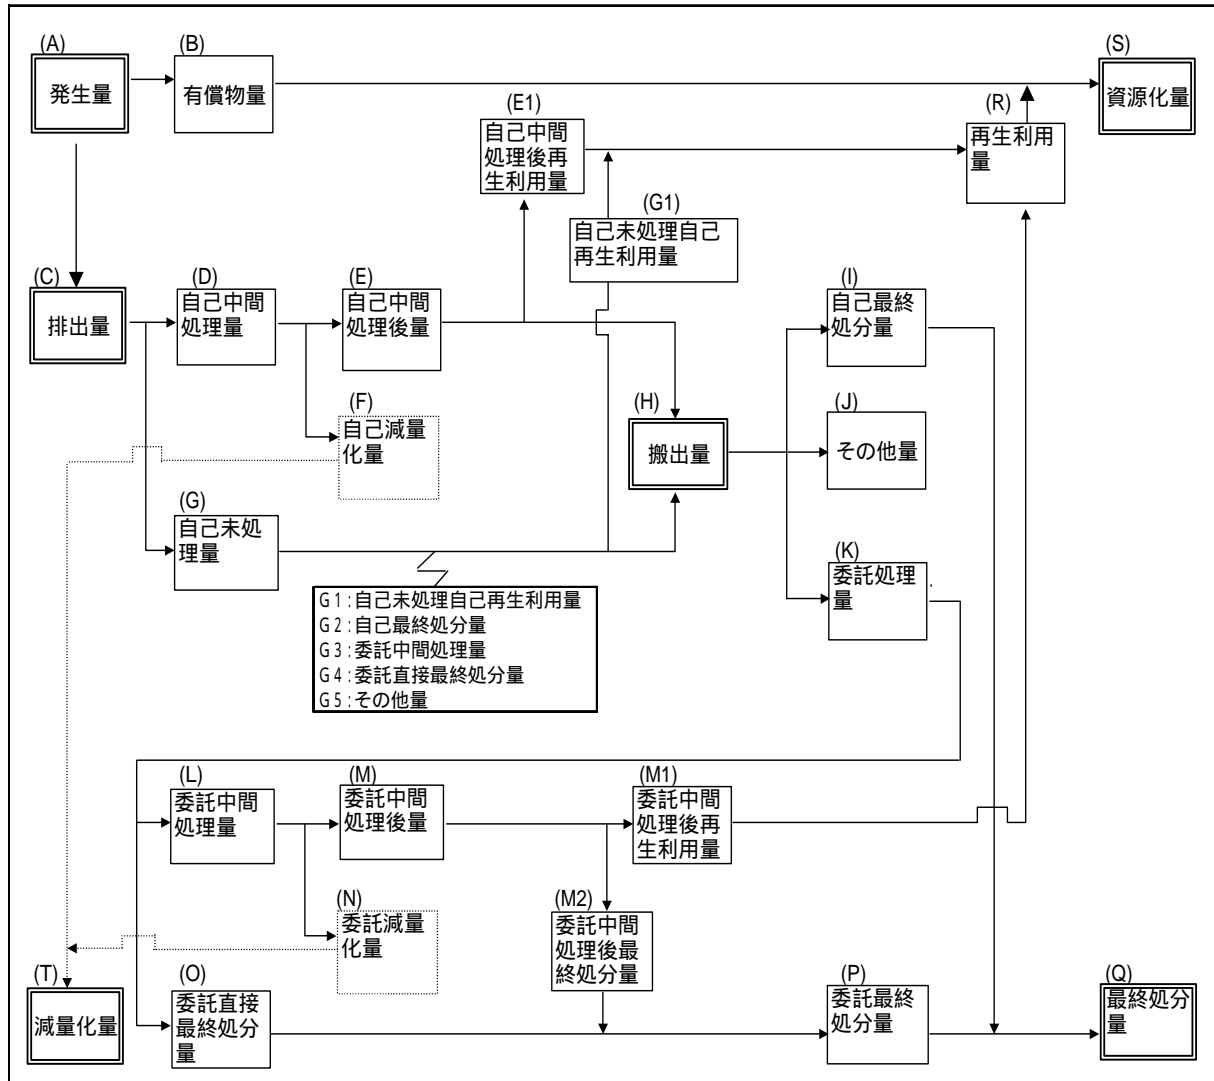 (A)
発生量
(B)
有償物量
(S)
資源化量
(E1)
自己中間
処理後再
生利用量
(R)
再生利用
量
(G1)
自己未処理自己
再生利用量
(C)
排出量
(D)
自己中間
処理量
(E)
自己中間
処理後量
(I)
自己最終
処分量
(F)
自己減量
化量
(H)
搬出量
(J)
その他量
(G)
自己未処
理量
(K)
委託処理
量
G1:自己未処理自己再生利用量
G2:自己最終処分量
G3:委託中間処理量
G4:委託直接最終処分量
G5:その他量
(L)
委託中間
処理量
(M)
委託中間
処理後量
(M1)
委託中間
処理後再
生利用量
(N)
委託減量
化量
(M2)
委託中間
処理後最
終処分量
(T)
減量化量
(O)
委託直接
最終処分
量
(P)
委託最終
処分量
(Q)
最終処分
量